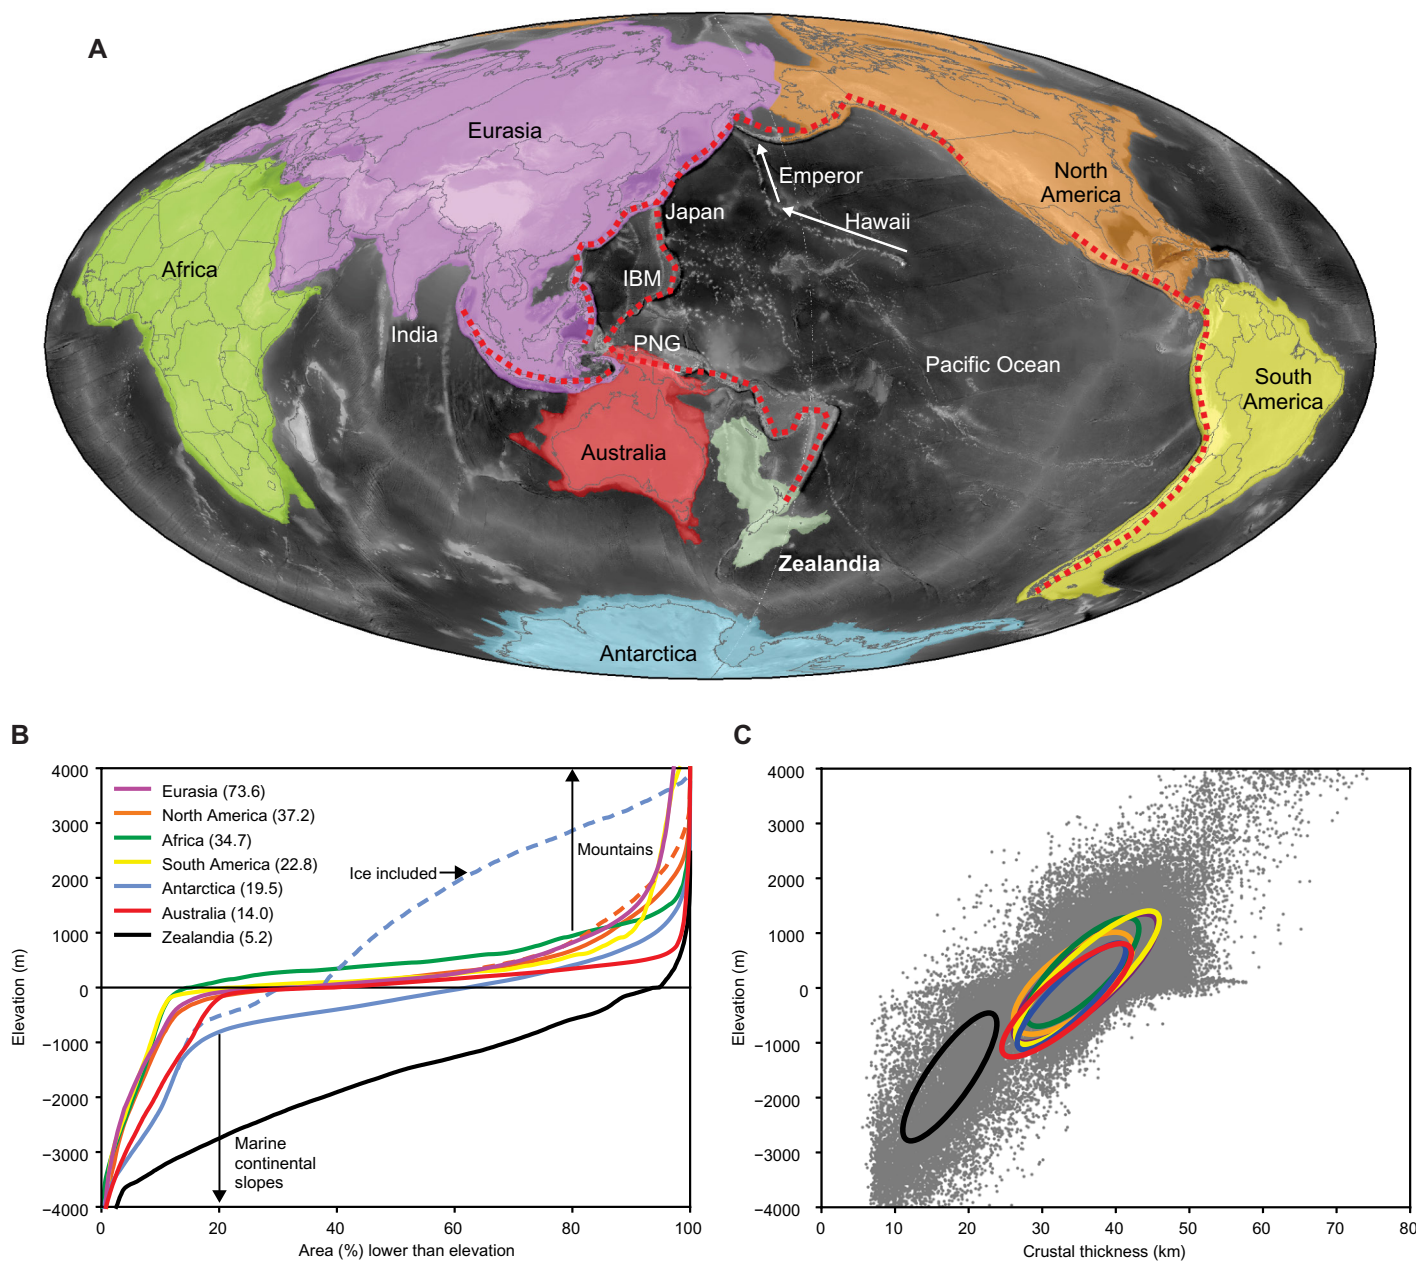 A
Eurasia
North
America
Emperor
Hawaii
Japan
Africa
IBM
India
PNG
Pacific Ocean
South
America
Australia
Zealandia
Antarctica
B
4000
3000
2000
1000
0
−1000
−2000
−3000
−4000
Elevation (m)
Eurasia (73.6)
North America (37.2)
Africa (34.7)
South America (22.8)
Antarctica (19.5)
Australia (14.0)
Zealandia (5.2)
Ice included
Mountains
Marine
continental
slopes
0 20 40 60 80 100
Area (%) lower than elevation
C
4000
3000
2000
1000
0
−1000
−2000
−3000
−4000
Elevation (m)
0 10 20 30 40 50 60 70 80
Crustal thickness (km)